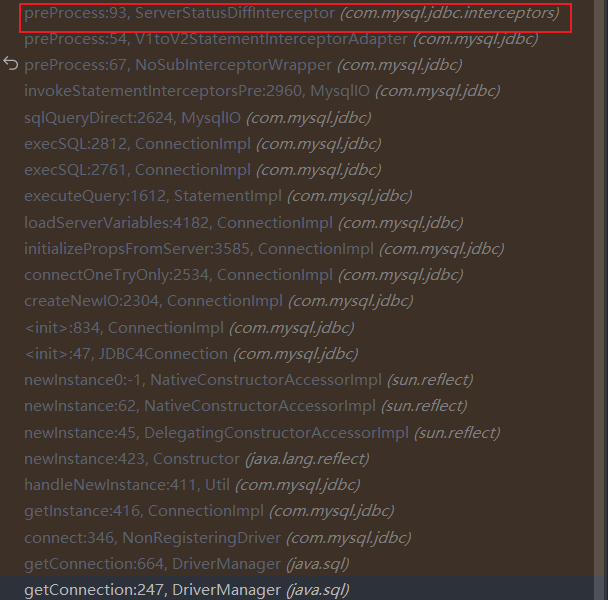 preProcess:93, ServerStatusDiffInterceptor (com.mysql.jdbc.interceptors)
preProcess:54, V1toV2StatementInterceptorAdapter (com.mysql.jdbc)
preProcess:67, NoSubInterceptorWrapper (com.mysql.jdbc)
invokeStatementInterceptorsPre:2960, MysqlIO (com.mysql.jdbc)
sqlQueryDirect:2624, MysqlIO (com.mysql.jdbc)
execSQL:2812, ConnectionImpl (com.mysql.jdbc)
execSQL:2761, ConnectionImpl (com.mysql.jdbc)
executeQuery:1612, StatementImpl (com.mysql.jdbc)
loadServerVariables:4182, ConnectionImpl (com.mysql.jdbc)
initializePropsFromServer:3585, ConnectionImpl (com.mysql.jdbc)
connectOneTryOnly:2534, ConnectionImpl (com.mysql.jdbc)
createNewIO:2304, ConnectionImpl (com.mysql.jdbc)
<init>:834, ConnectionImpl (com.mysql.jdbc)
<init>:47, JDBC4Connection (com.mysql.jdbc)
newInstance0:-1, NativeConstructorAccessorImpl (sun.reflect)
newInstance:62, NativeConstructorAccessorImpl (sun.reflect)
newInstance:45, DelegatingConstructorAccessorImpl (sun.reflect)
newInstance:423, Constructor (java.lang.reflect)
handleNewInstance:411, Util (com.mysql.jdbc)
getInstance:416, ConnectionImpl (com.mysql.jdbc)
connect:346, NonRegisteringDriver (com.mysql.jdbc)
getConnection:664, DriverManager (java.sql)
getConnection:247, DriverManager (java.sql)